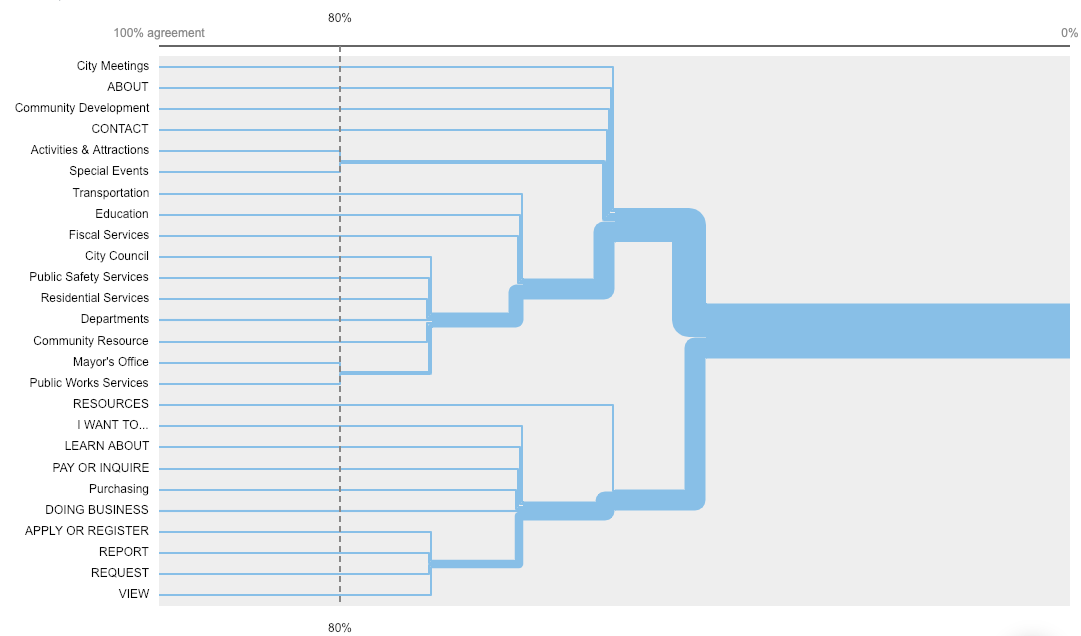 80%
100% agreement 0%
City Meetings
ABOUT
Community Development
CONTACT
Activities & Attractions
Special Events
Transportation
Education
Fiscal Services
City Council
Public Safety Services
Residential Services
Departments
Community Resource
Mayor's Office
Public Works Services
RESOURCES
I WANT TO...
LEARN ABOUT
PAY OR INQUIRE
Purchasing
DOING BUSINESS
APPLY OR REGISTER
REPORT
REQUEST
VIEW
80%